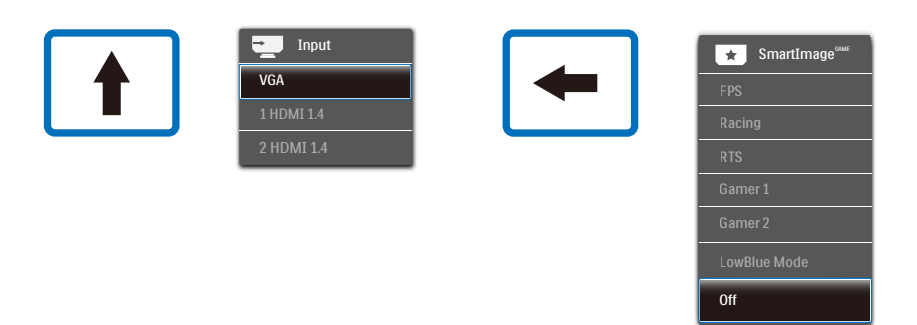 Input
VGA
1 HDMI 1.4
2 HDMI 1.4
SmartImage GAME
FPS
Racing
RTS
Gamer 1
Gamer 2
LowBlue Mode
Off